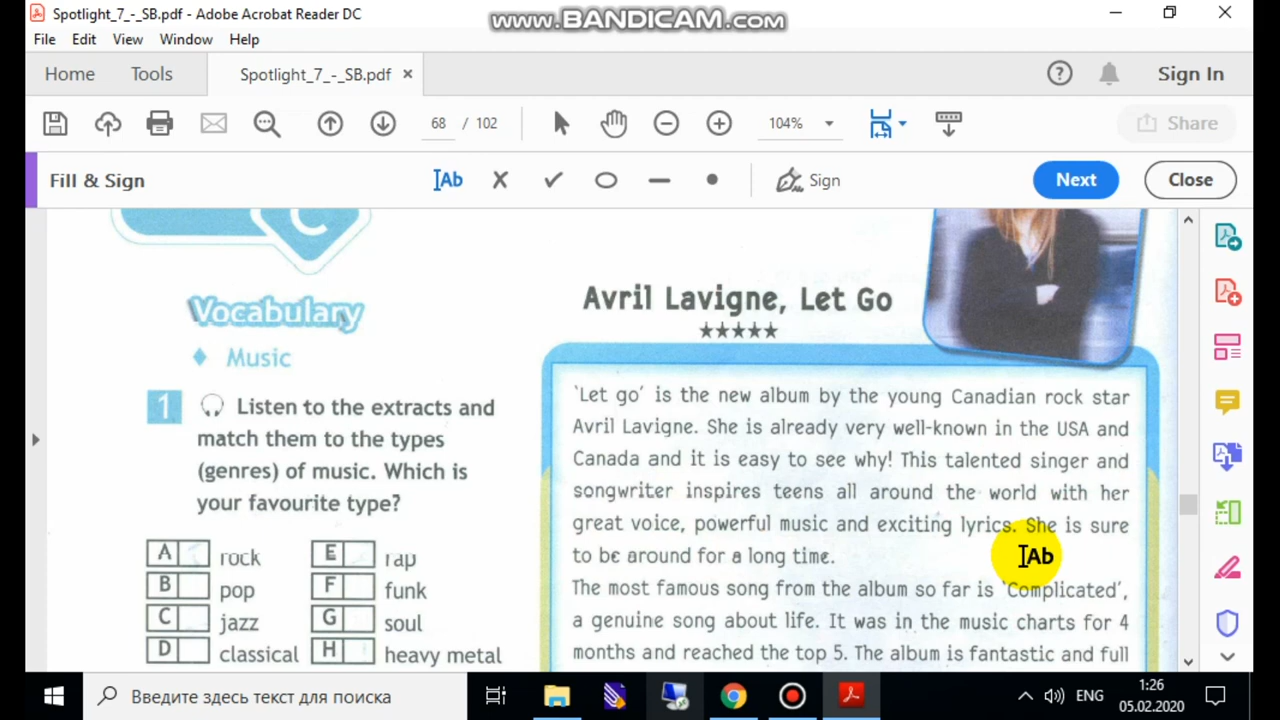 Spotlight_7_-_SB.pdf - Adobe Acrobat Reader DC
www.BANDICAM.com
File Edit View Window Help
Home Tools Spotlight_7_-_SB.pdf × Sign In
68 / 102 104% Share
Fill & Sign Ab Sign Next Close
C
Vocabulary
Music
1 Listen to the extracts and
match them to the types
(genres) of music. Which is
your favourite type?
A rock E rap
B pop F funk
C jazz G soul
D classical H heavy metal
Avril Lavigne, Let Go
★★★★★
‘Let go’ is the new album by the young Canadian rock star
Avril Lavigne. She is already very well-known in the USA and
Canada and it is easy to see why! This talented singer and
songwriter inspires teens all around the world with her
great voice, powerful music and exciting lyrics. She is sure
to be around for a long time.
Ab
The most famous song from the album so far is ‘Complicated’,
a genuine song about life. It was in the music charts for 4
months and reached the top 5. The album is fantastic and full
Введите здесь текст для поиска
ENG
1:26
05.02.2020